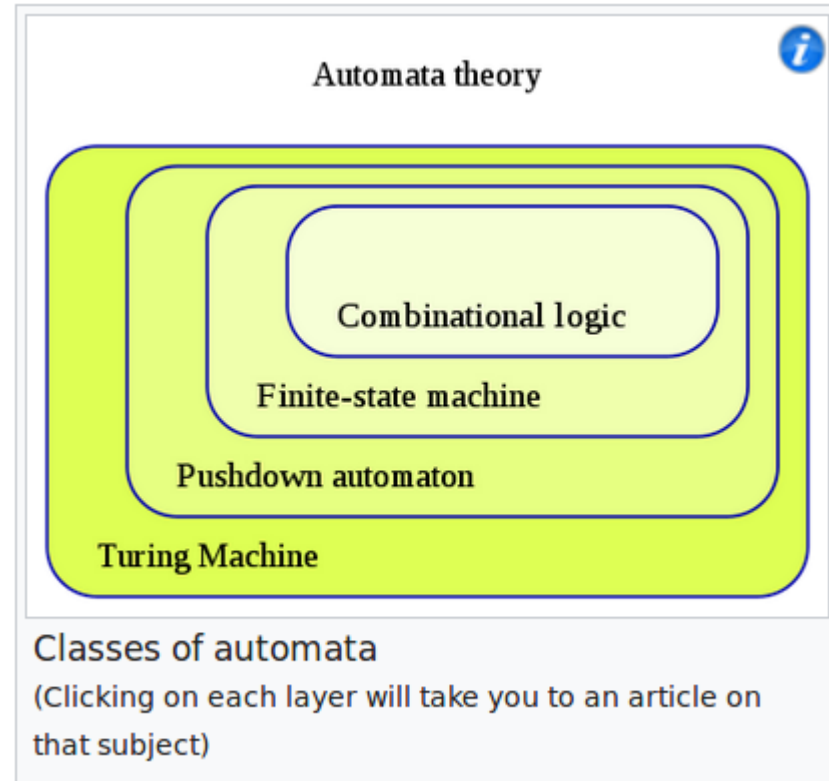 Automata theory
Combinational logic
Finite-state machine
Pushdown automaton
Turing Machine
Classes of automata
(Clicking on each layer will take you to an article on
that subject)